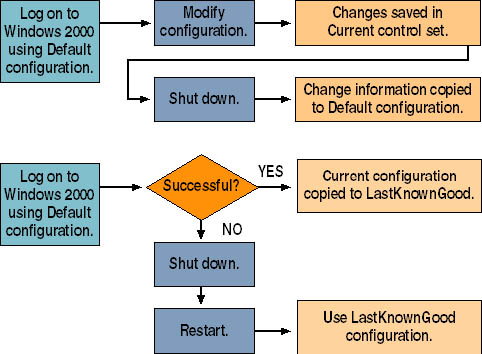 Log on to
Windows 2000
using Default
configuration.
Modify
configuration.
Changes saved in
Current control set.
Shut down.
Change information copied
to Default configuration.
Log on to
Windows 2000
using Default
configuration.
Successful?
YES
Current configuration
copied to LastKnownGood.
NO
Shut down.
Restart.
Use LastKnownGood
configuration.